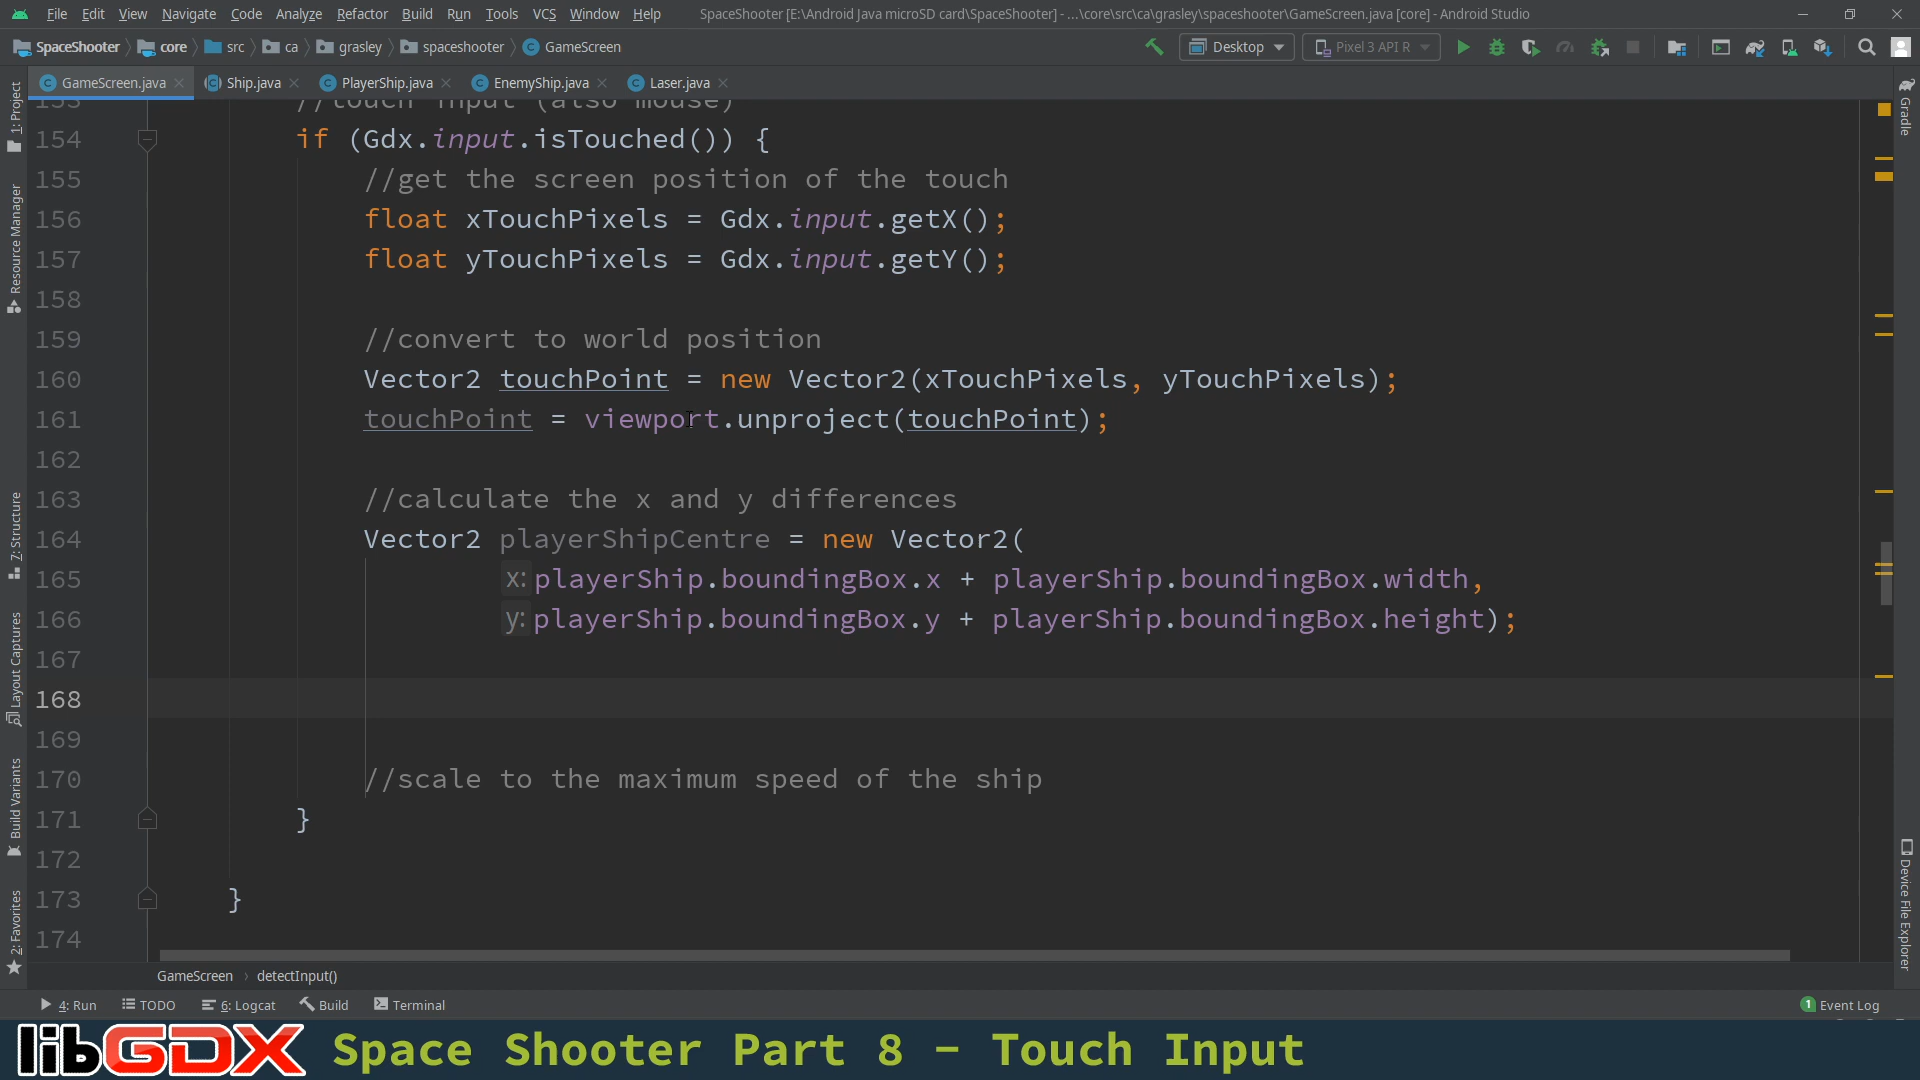 File Edit View Navigate Code Analyze Refactor Build Run Tools VCS Window Help SpaceShooter [E:\Android Java microSD card\SpaceShooter] - ...\core\src\ca\grasley\spaceshooter\GameScreen.java [core] - Android Studio
SpaceShooter core src ca grasley spaceshooter GameScreen Desktop Pixel 3 API R
GameScreen.java Ship.java PlayerShip.java EnemyShip.java Laser.java
153 //touch input (also mouse)
154 if (Gdx.input.isTouched()) {
155 //get the screen position of the touch
156 float xTouchPixels = Gdx.input.getX();
157 float yTouchPixels = Gdx.input.getY();
158
159 //convert to world position
160 Vector2 touchPoint = new Vector2(xTouchPixels, yTouchPixels);
161 touchPoint = viewport.unproject(touchPoint);
162
163 //calculate the x and y differences
164 Vector2 playerShipCentre = new Vector2(
165 x: playerShip.boundingBox.x + playerShip.boundingBox.width,
166 y: playerShip.boundingBox.y + playerShip.boundingBox.height);
167
168
169
170 //scale to the maximum speed of the ship
171 }
172
173 }
174
1: Project
Resource Manager
7: Structure
Layout Captures
Build Variants
2: Favorites
Gradle
Device File Explorer
GameScreen detectInput()
4: Run TODO 6: Logcat Build Terminal 1 Event Log
libGDX Space Shooter Part 8 - Touch Input